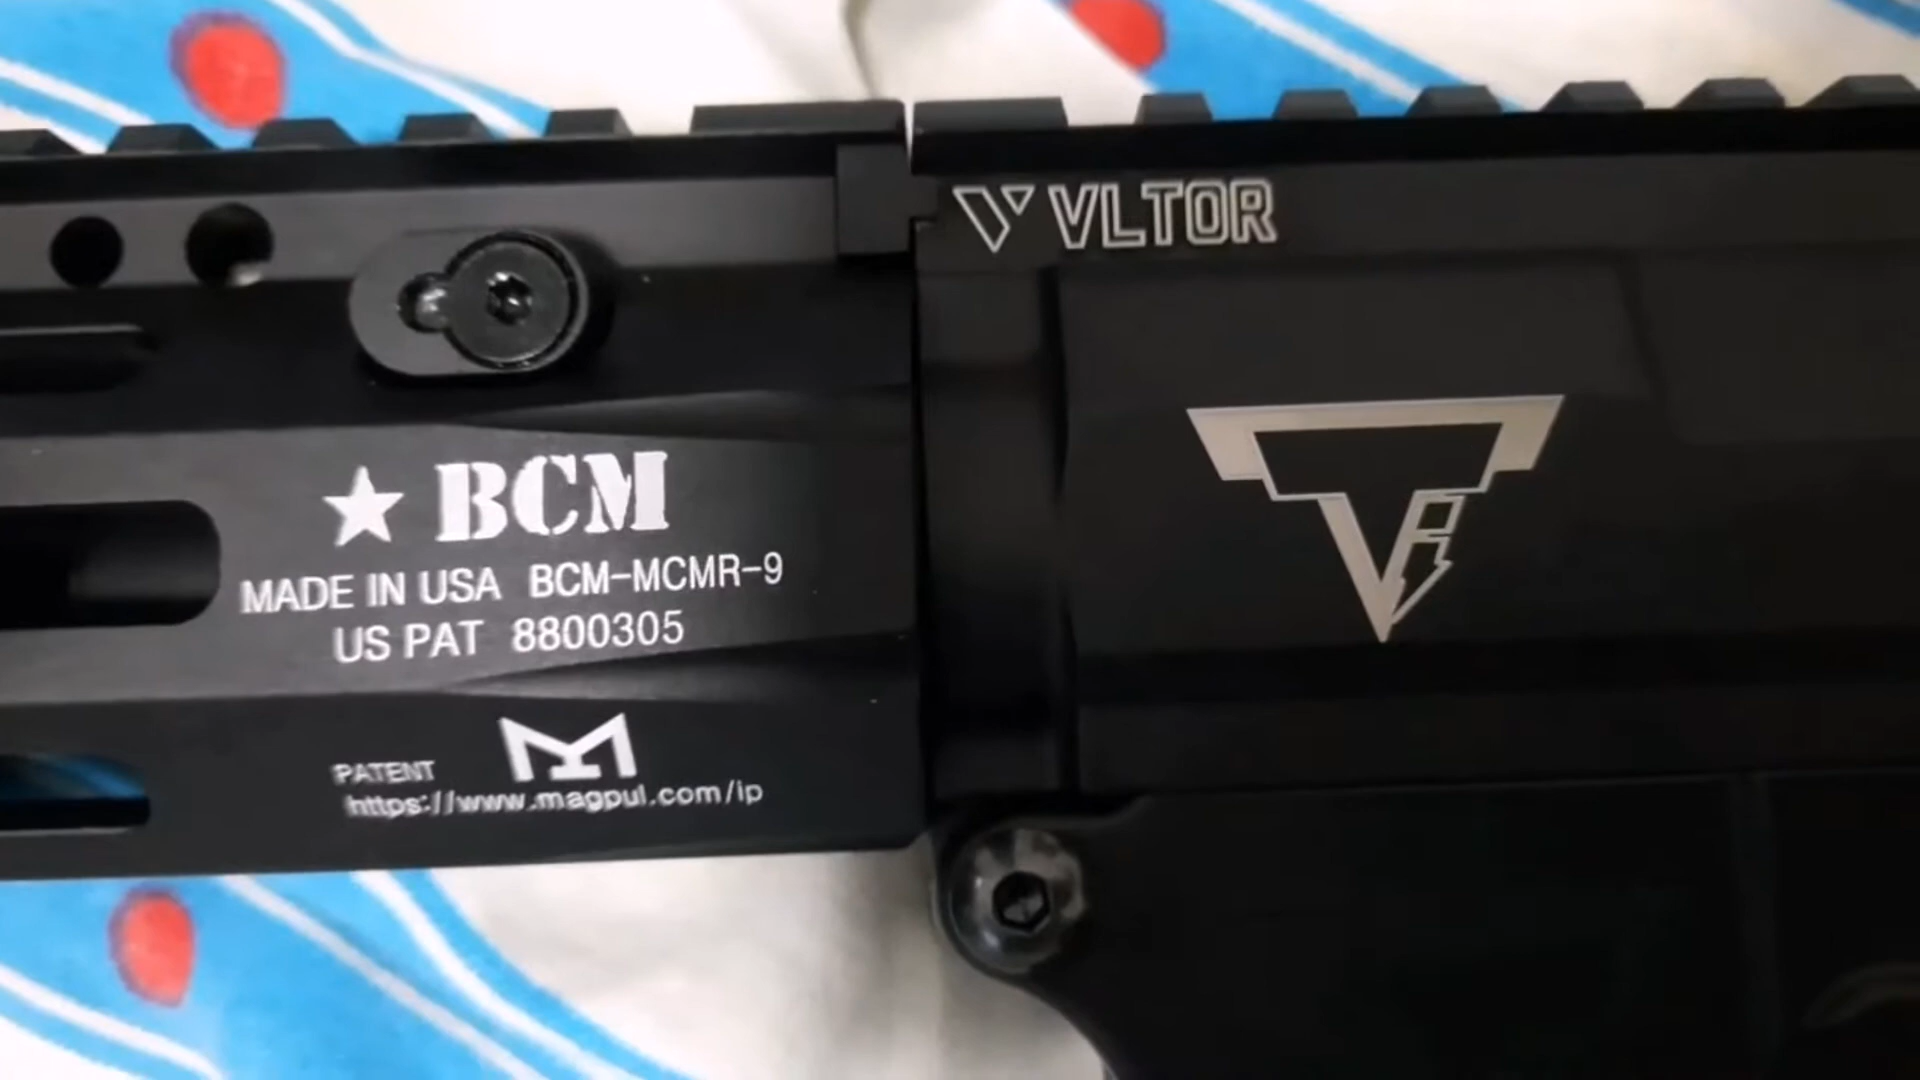 VLTOR
BCM
MADE IN USA BCM-MCMR-9
US PAT 8800305
PATENT
https://www.magpul.com/ip